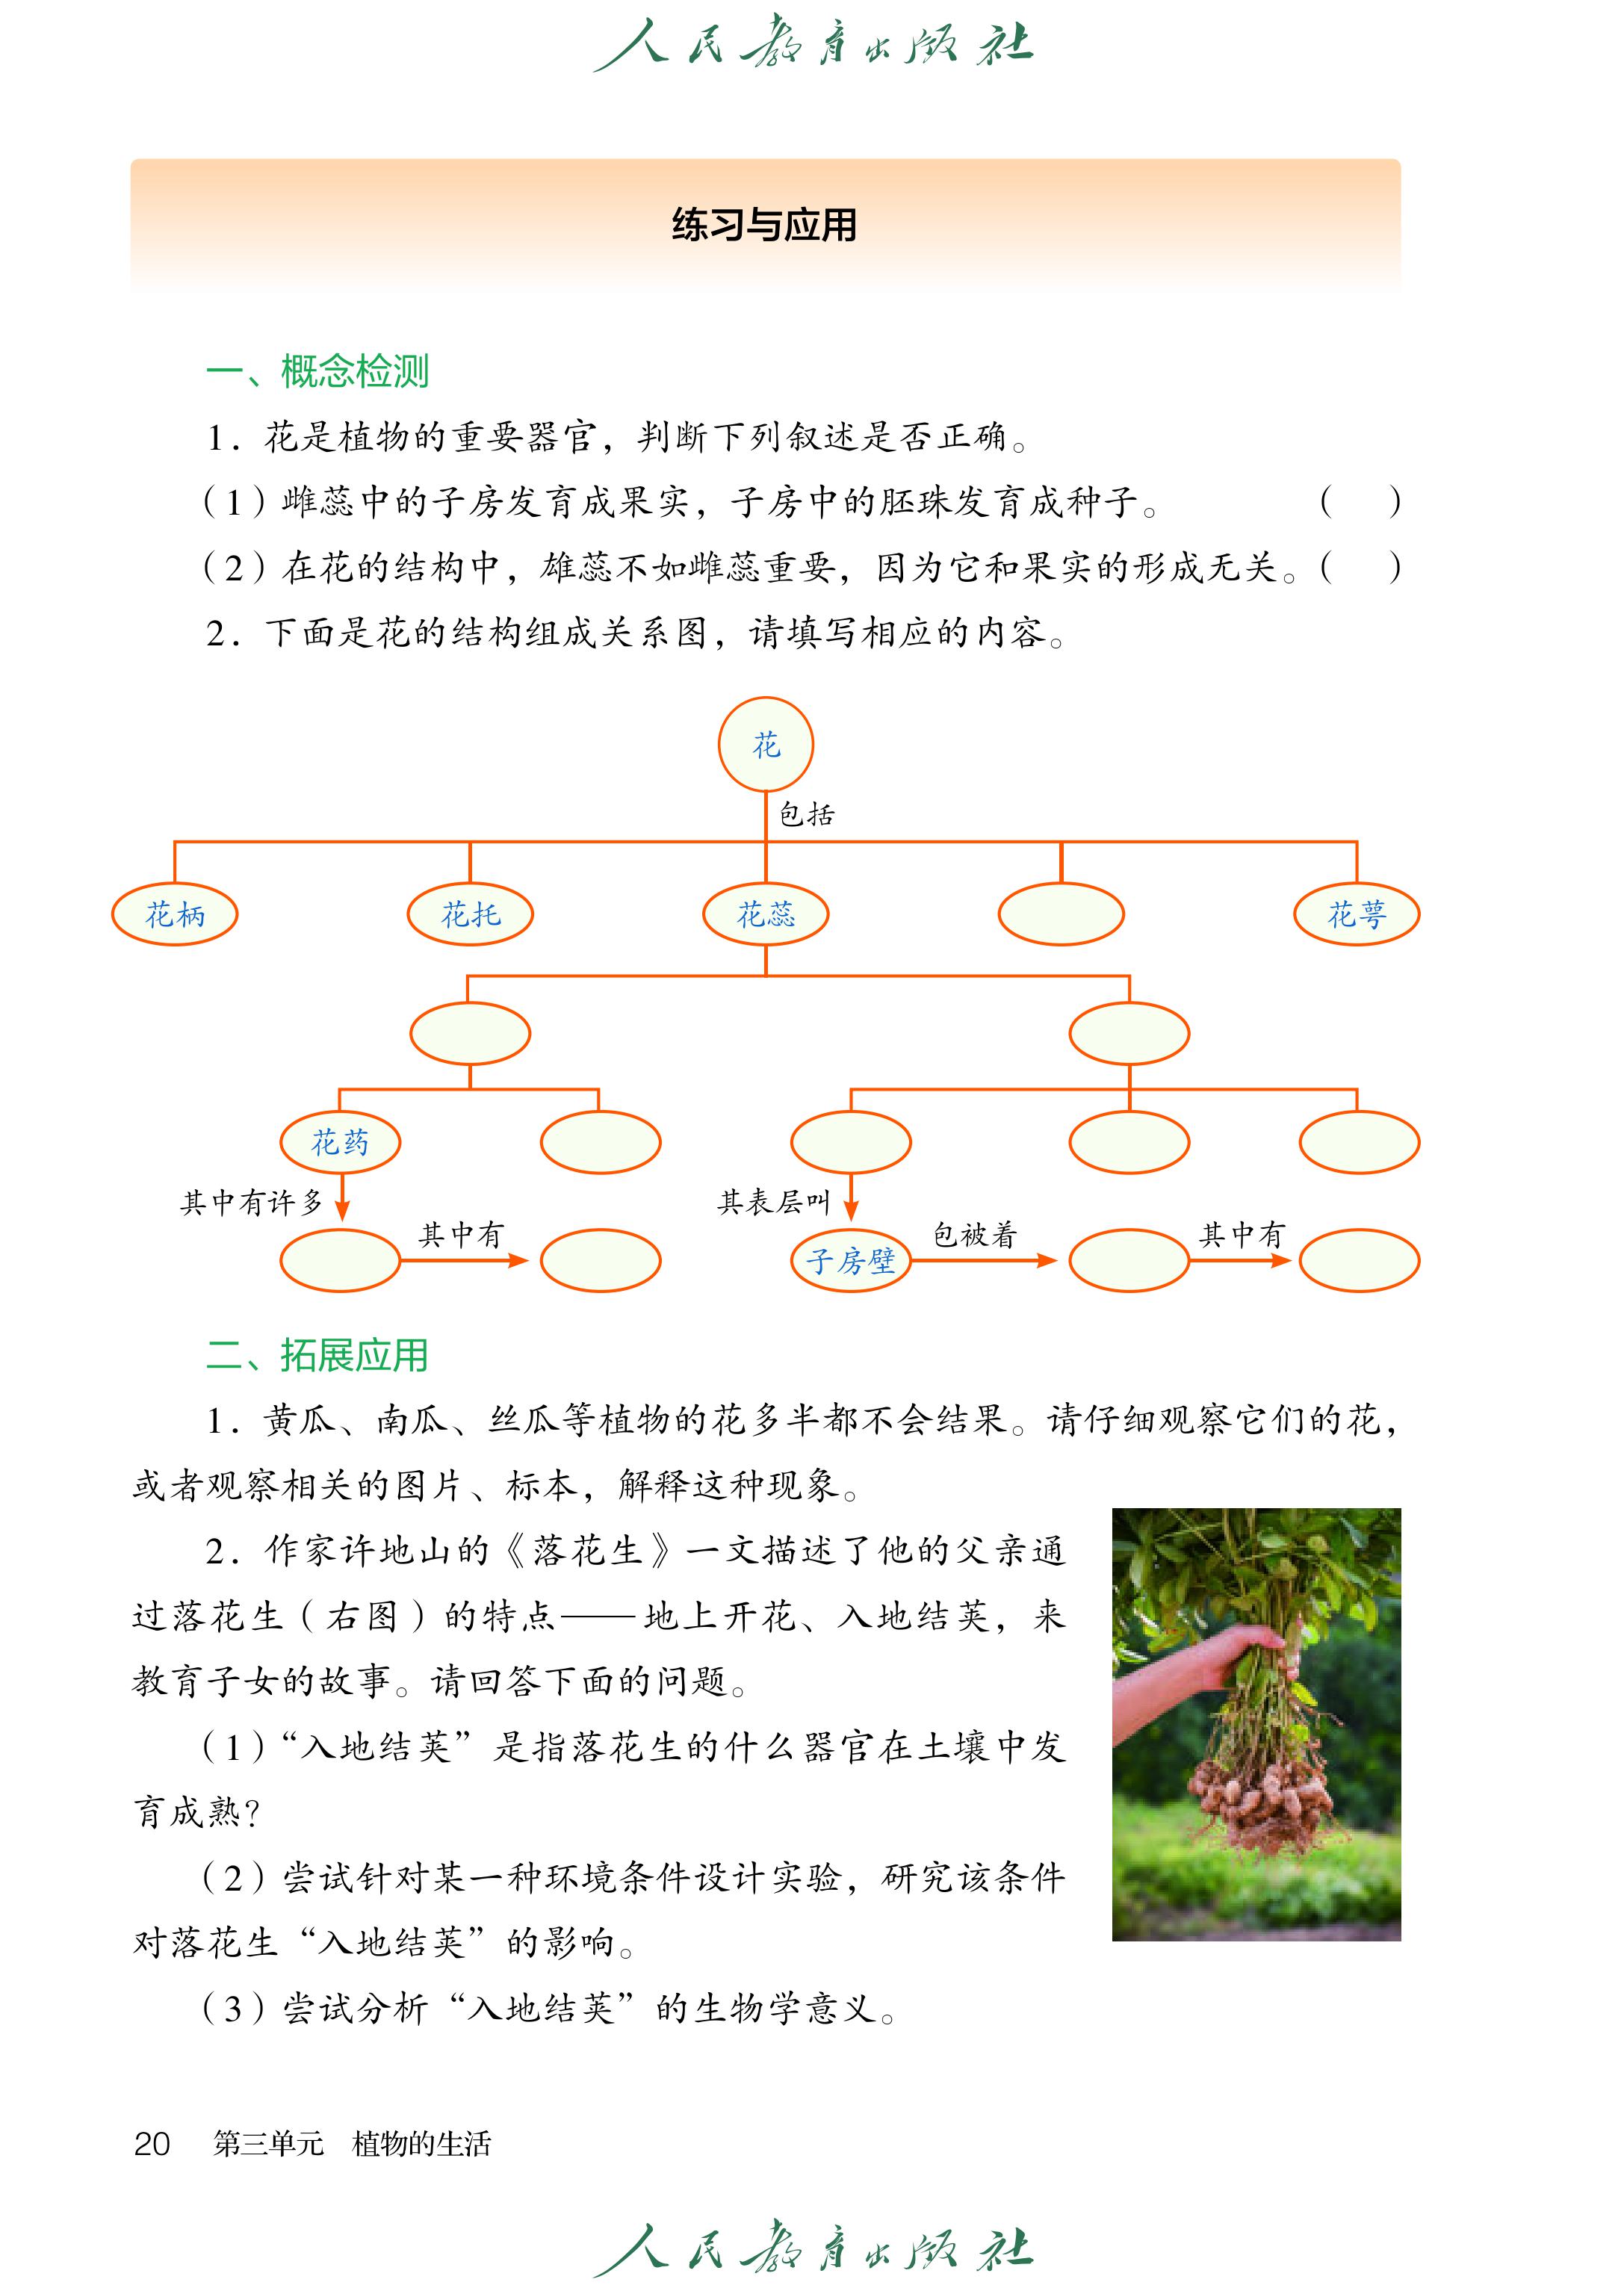 人民教育出版社
练习与应用
一、概念检测
1. 花是植物的重要器官，判断下列叙述是否正确。
（1）雌蕊中的子房发育成果实，子房中的胚珠发育成种子。 （ ）
（2）在花的结构中，雄蕊不如雌蕊重要，因为它和果实的形成无关。（ ）
2. 下面是花的结构组成关系图，请填写相应的内容。
花
包括
花柄 花托 花蕊 花萼
花药
其中有许多 其表层叫
其中有 包被着 其中有
子房壁
二、拓展应用
1. 黄瓜、南瓜、丝瓜等植物的花多半都不会结果。请仔细观察它们的花，
或者观察相关的图片、标本，解释这种现象。
2. 作家许地山的《落花生》一文描述了他的父亲通
过落花生（右图）的特点——地上开花、入地结荚，来
教育子女的故事。请回答下面的问题。
（1）“入地结荚”是指落花生的什么器官在土壤中发
育成熟？
（2）尝试针对某一种环境条件设计实验，研究该条件
对落花生“入地结荚”的影响。
（3）尝试分析“入地结荚”的生物学意义。
20 第三单元 植物的生活
人民教育出版社